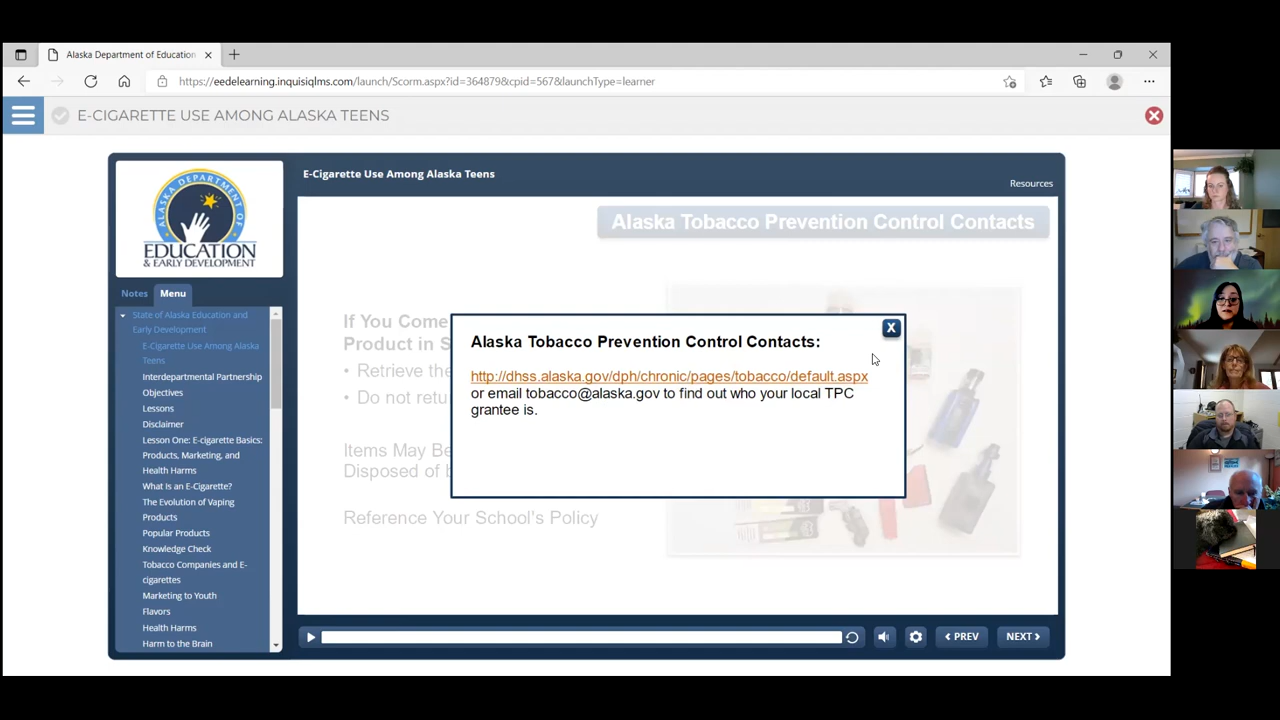 Alaska Department of Education
https://eedelearning.inquisiqlms.com/launch/Scorm.aspx?id=364879&cpid=567&launchType=learner
E-CIGARETTE USE AMONG ALASKA TEENS
ALASKA DEPARTMENT OF
EDUCATION
& EARLY DEVELOPMENT
E-Cigarette Use Among Alaska Teens
Resources
Notes
Menu
State of Alaska Education and
Early Development
E-Cigarette Use Among Alaska
Teens
Interdepartmental Partnership
Objectives
Lessons
Disclaimer
Lesson One: E-cigarette Basics:
Products, Marketing, and
Health Harms
What Is an E-Cigarette?
The Evolution of Vaping
Products
Popular Products
Knowledge Check
Tobacco Companies and E-
cigarettes
Marketing to Youth
Flavors
Health Harms
Harm to the Brain
Alaska Tobacco Prevention Control Contacts
If You Come
Product in S
• Retrieve the
• Do not retu
Items May Be
Disposed of b
Reference Your School's Policy
X
Alaska Tobacco Prevention Control Contacts:
http://dhss.alaska.gov/dph/chronic/pages/tobacco/default.aspx
or email tobacco@alaska.gov to find out who your local TPC
grantee is.
< PREV
NEXT >